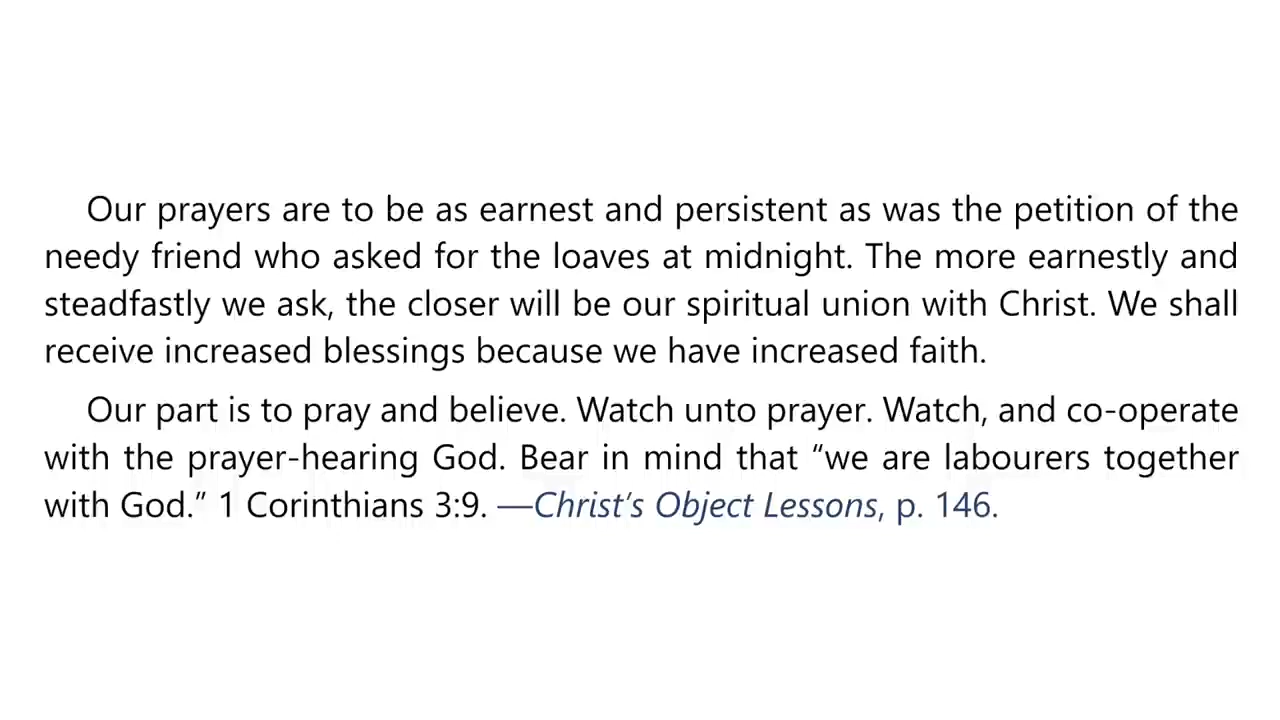 Our prayers are to be as earnest and persistent as was the petition of the
needy friend who asked for the loaves at midnight. The more earnestly and
steadfastly we ask, the closer will be our spiritual union with Christ. We shall
receive increased blessings because we have increased faith.
Our part is to pray and believe. Watch unto prayer. Watch, and co-operate
with the prayer-hearing God. Bear in mind that “we are labourers together
with God.” 1 Corinthians 3:9. —Christ’s Object Lessons, p. 146.